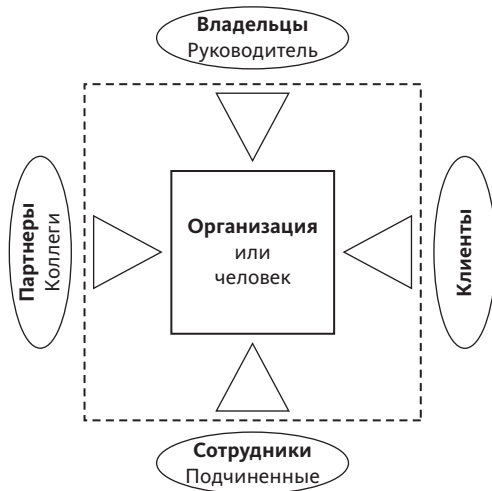 Владельцы
Руководитель
Партнеры
Коллеги
Организация
или
человек
Клиенты
Сотрудники
Подчиненные